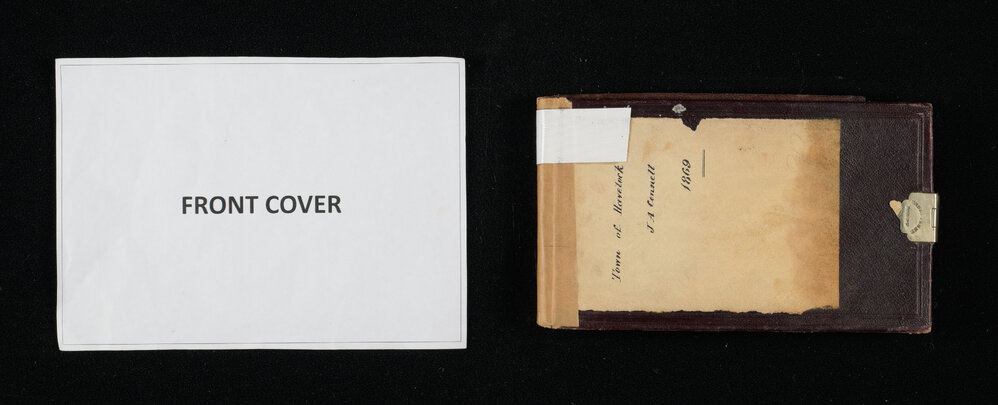 FRONT COVER
Town of Havelock
J A Connell
1869